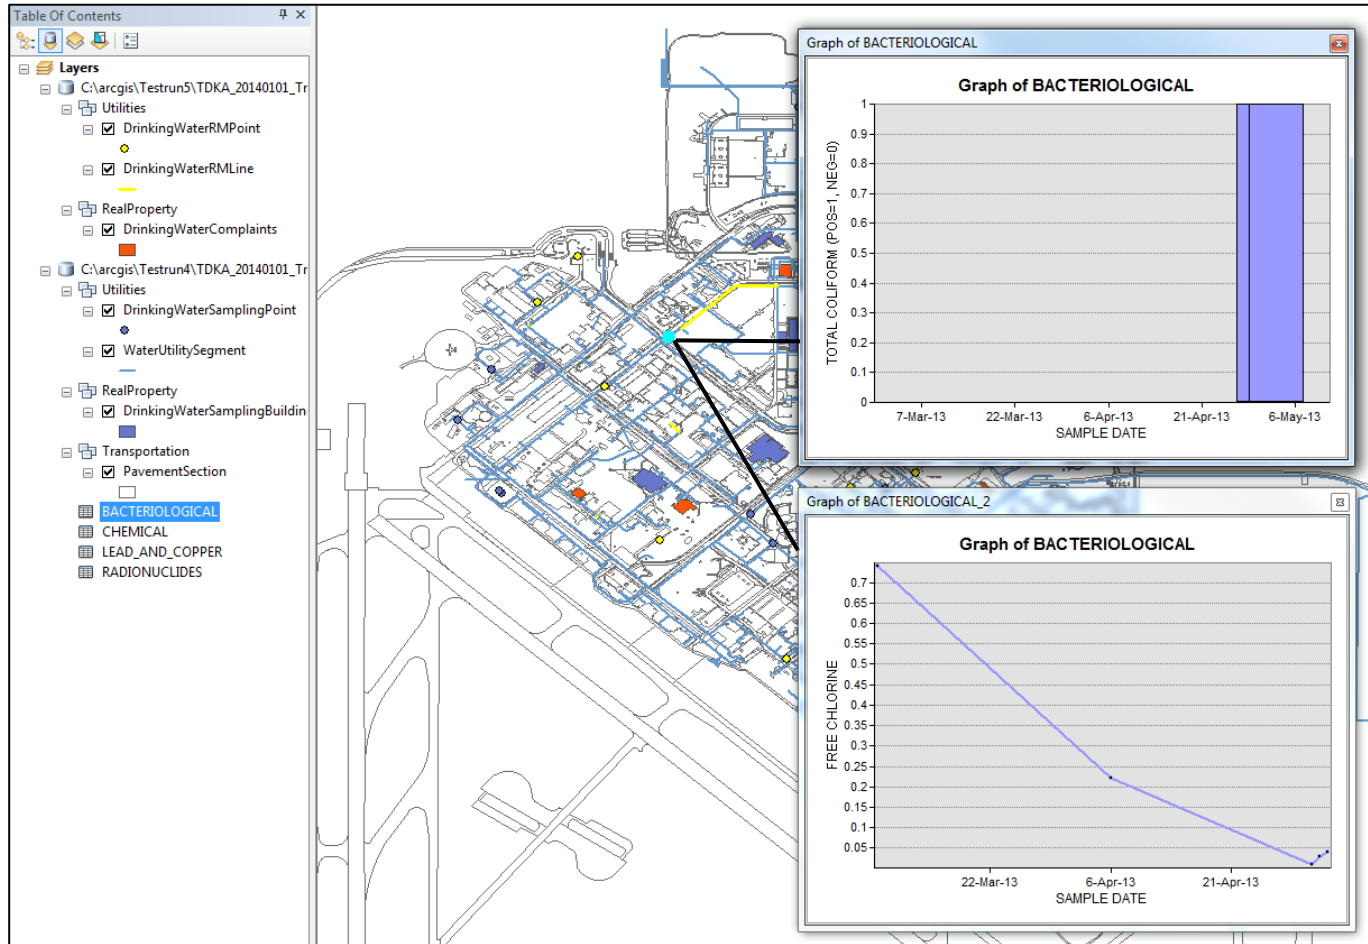 Table Of Contents
Layers
C:\arcgis\Testrun5\TDKA_20140101_Tr
Utilities
DrinkingWaterRMPoint
DrinkingWaterRMLine
RealProperty
DrinkingWaterComplaints
C:\arcgis\Testrun4\TDKA_20140101_Tr
Utilities
DrinkingWaterSamplingPoint
WaterUtilitySegment
RealProperty
DrinkingWaterSamplingBuildin
Transportation
PavementSection
BACTERIOLOGICAL
CHEMICAL
LEAD_AND_COPPER
RADIONUCLIDES
Graph of BACTERIOLOGICAL
Graph of BACTERIOLOGICAL
TOTAL COLIFORM (POS=1, NEG=0)
1
0.9
0.8
0.7
0.6
0.5
0.4
0.3
0.2
0.1
0
7-Mar-13 22-Mar-13 6-Apr-13 21-Apr-13 6-May-13
SAMPLE DATE
Graph of BACTERIOLOGICAL_2
Graph of BACTERIOLOGICAL
FREE CHLORINE
0.7
0.65
0.6
0.55
0.5
0.45
0.4
0.35
0.3
0.25
0.2
0.15
0.1
0.05
22-Mar-13 6-Apr-13 21-Apr-13
SAMPLE DATE